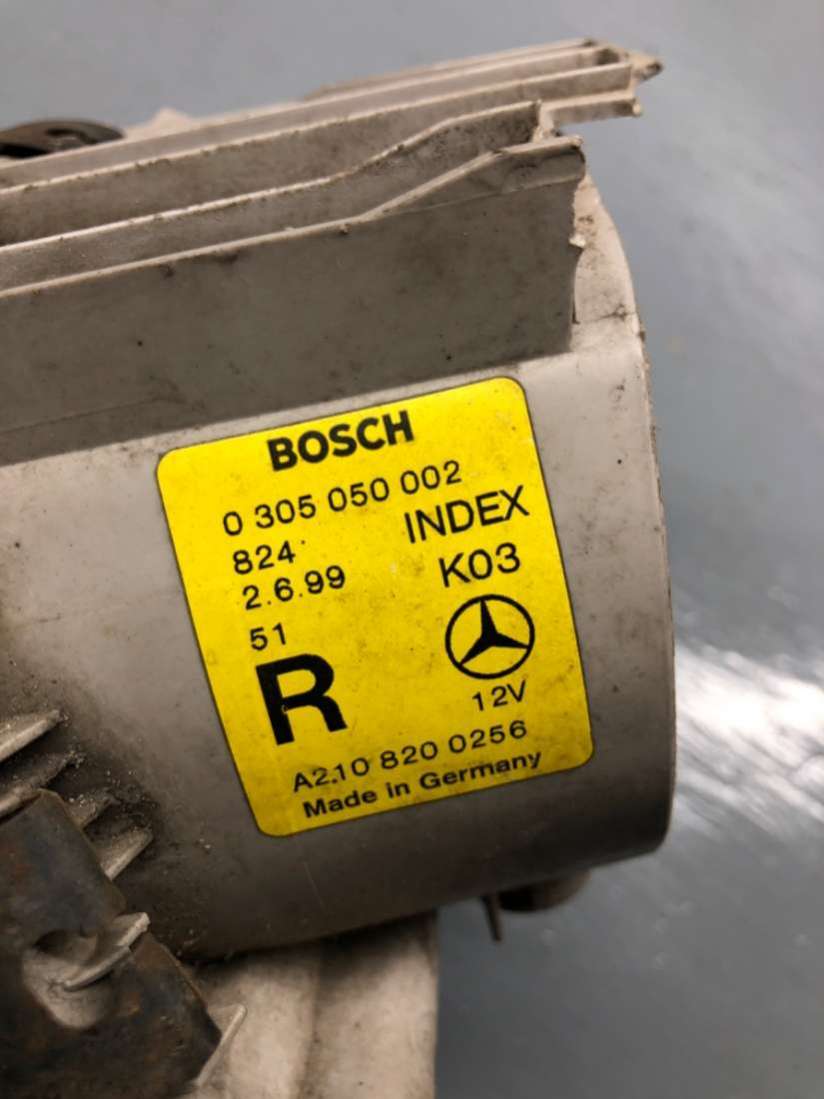 BOSCH
0 305 050 002
824 INDEX
2.6.99 K03
51
R
12V
A210 820 0256
Made in Germany